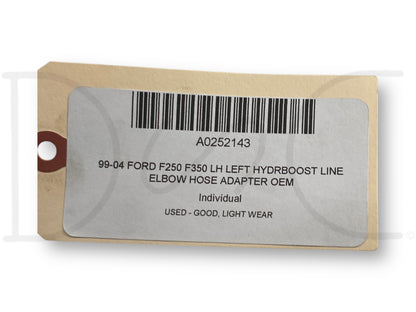 A0252143
99-04 FORD F250 F350 LH LEFT HYDRBOOST LINE
ELBOW HOSE ADAPTER OEM
Individual
USED - GOOD, LIGHT WEAR